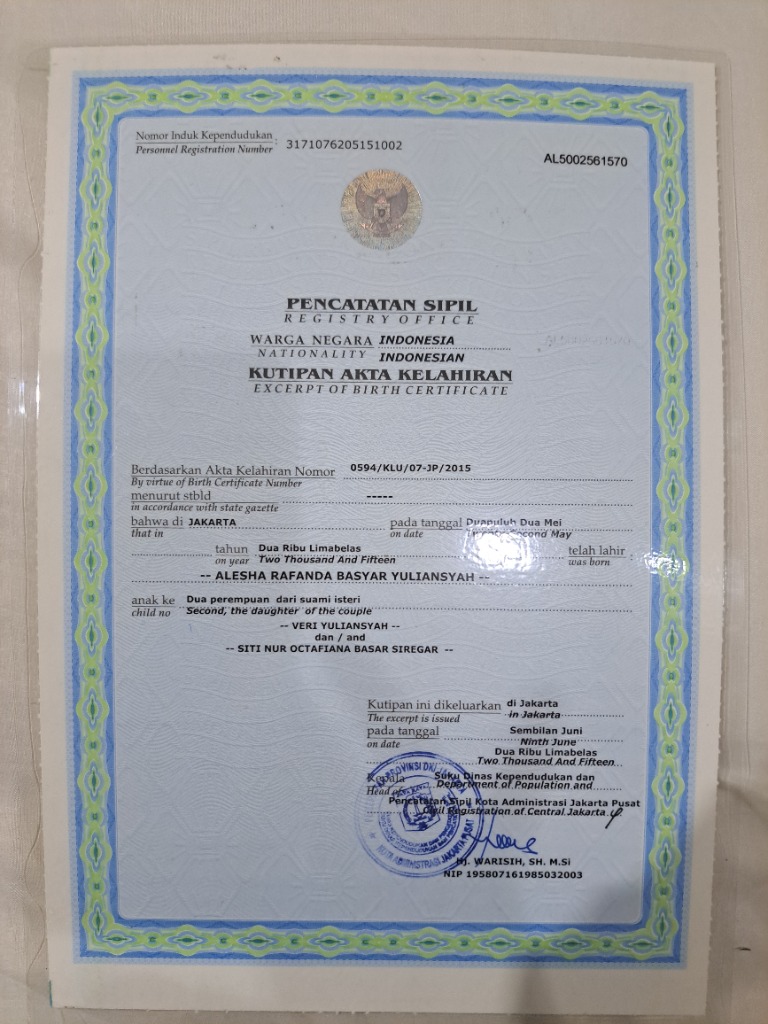 Nomor Induk Kependudukan : 3171076205151002
Personnel Registration Number
AL5002561570
PENCATATAN SIPIL
REGISTRY OFFICE
WARGA NEGARA INDONESIA
NATIONALITY INDONESIAN
KUTIPAN AKTA KELAHIRAN
EXCERPT OF BIRTH CERTIFICATE
Berdasarkan Akta Kelahiran Nomor 0594/KLU/07-JP/2015
By virtue of Birth Certificate Number
menurut stbld -----
in accordance with state gazette
bahwa di JAKARTA pada tanggal Duapuluh Dua Mei
that in on date Second May
tahun Dua Ribu Limabelas telah lahir :
on year Two Thousand And Fifteen was born
-- ALESHA RAFANDA BASYAR YULIANSYAH --
anak ke Dua perempuan dari suami isteri
child no Second, the daughter of the couple
-- VERI YULIANSYAH --
dan / and
-- SITI NUR OCTAFIANA BASAR SIREGAR --
Kutipan ini dikeluarkan di Jakarta
The excerpt is issued in Jakarta
pada tanggal Sembilan Juni
on date Ninth June
Dua Ribu Limabelas
Two Thousand And Fifteen
Kepala Suku Dinas Kependudukan dan
Head of Department of Population and
Pencatatan Sipil Kota Administrasi Jakarta Pusat
Civil Registration of Central Jakarta
PROVINSI DKI JAKARTA
KOTA ADMINISTRASI JAKARTA PUSAT
Hj. WARISIH, SH. M.Si
NIP 195807161985032003